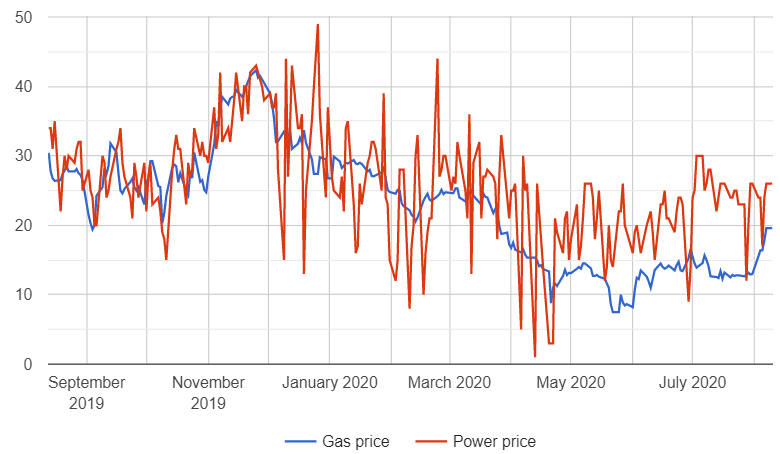 50
40
30
20
10
0
September 2019
November 2019
January 2020
March 2020
May 2020
July 2020
Gas price
Power price